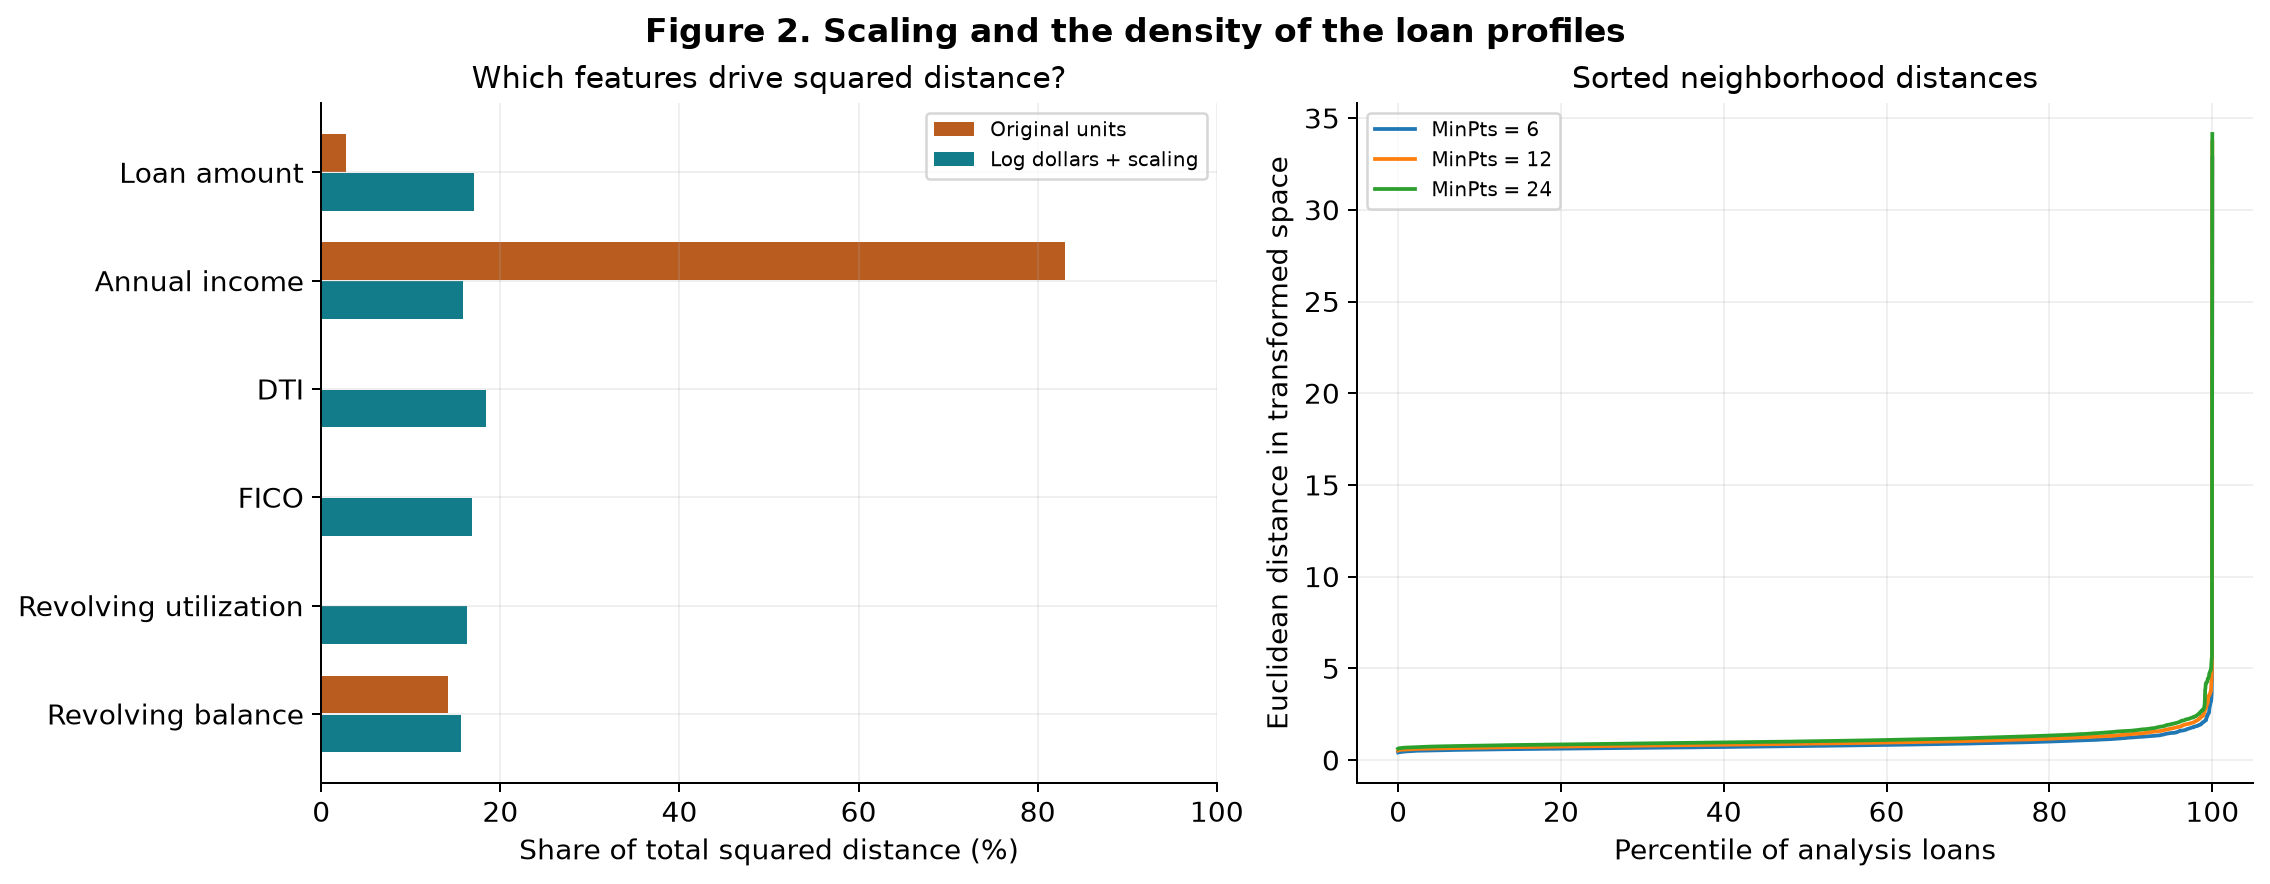 Figure 2. Scaling and the density of the loan profiles
Which features drive squared distance?
Original units
Log dollars + scaling
Loan amount
Annual income
DTI
FICO
Revolving utilization
Revolving balance
0 20 40 60 80 100
Share of total squared distance (%)
Sorted neighborhood distances
MinPts = 6
MinPts = 12
MinPts = 24
Euclidean distance in transformed space
35
30
25
20
15
10
5
0
0 20 40 60 80 100
Percentile of analysis loans